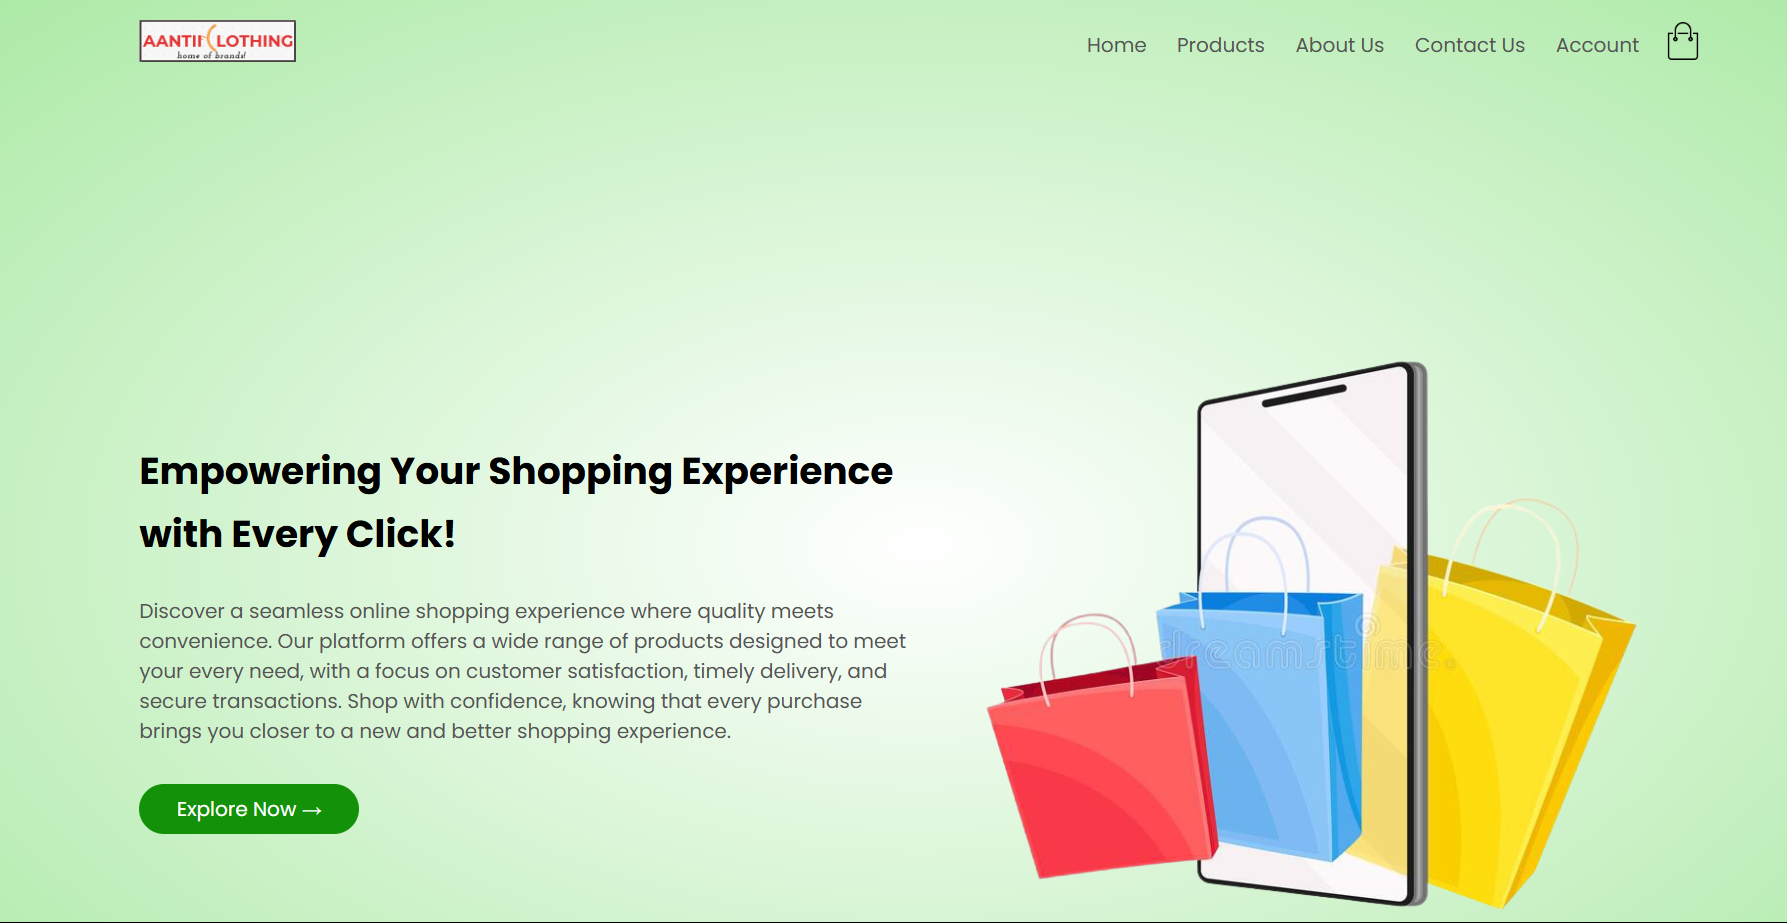 AANTII CLOTHING
home of brands!
Home Products About Us Contact Us Account
Empowering Your Shopping Experience
with Every Click!
Discover a seamless online shopping experience where quality meets
convenience. Our platform offers a wide range of products designed to meet
your every need, with a focus on customer satisfaction, timely delivery, and
secure transactions. Shop with confidence, knowing that every purchase
brings you closer to a new and better shopping experience.
dreamstime.
Explore Now →